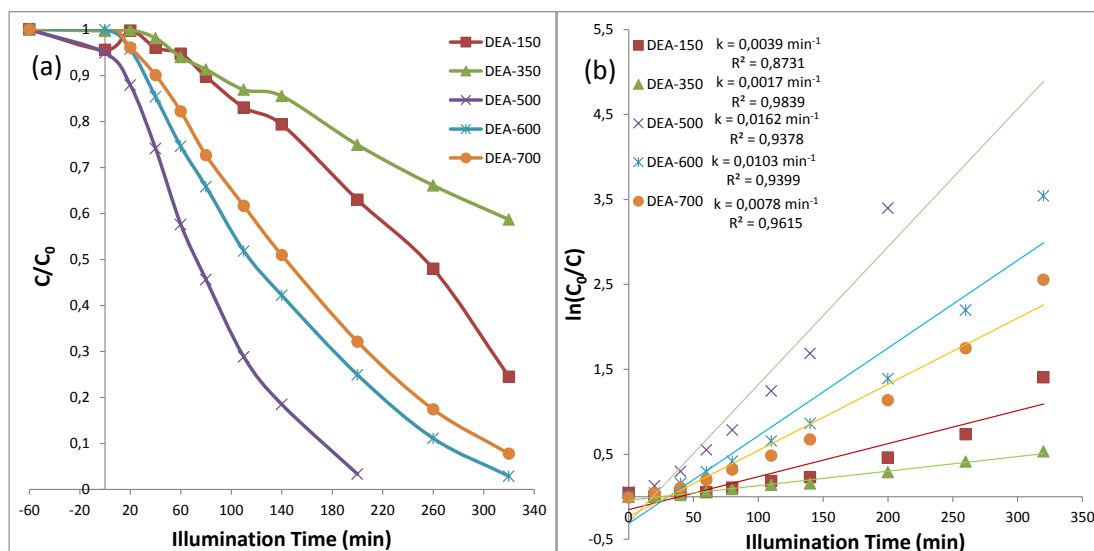 (a)
C/C0
1
0,9
0,8
0,7
0,6
0,5
0,4
0,3
0,2
0,1
0
-60 -20 20 60 100 140 180 220 260 300 340
Illumination Time (min)
DEA-150
DEA-350
DEA-500
DEA-600
DEA-700
(b)
ln(C0/C)
5,5
4,5
3,5
2,5
1,5
0,5
-0,5
0 50 100 150 200 250 300 350
Illumination Time (min)
DEA-150 k = 0,0039 min-1
R² = 0,8731
DEA-350 k = 0,0017 min-1
R² = 0,9839
DEA-500 k = 0,0162 min-1
R² = 0,9378
DEA-600 k = 0,0103 min-1
R² = 0,9399
DEA-700 k = 0,0078 min-1
R² = 0,9615